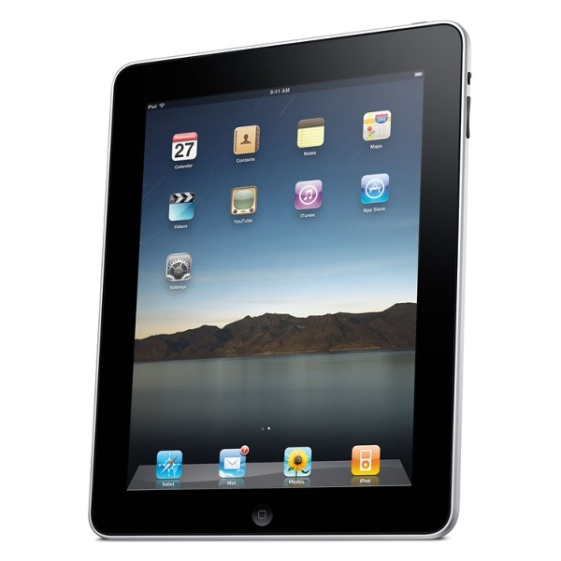 iPad
9:41 AM
27
Calendar
Contacts
Notes
Maps
Videos
YouTube
iTunes
App Store
Settings
Safari
Mail
Photos
iPod